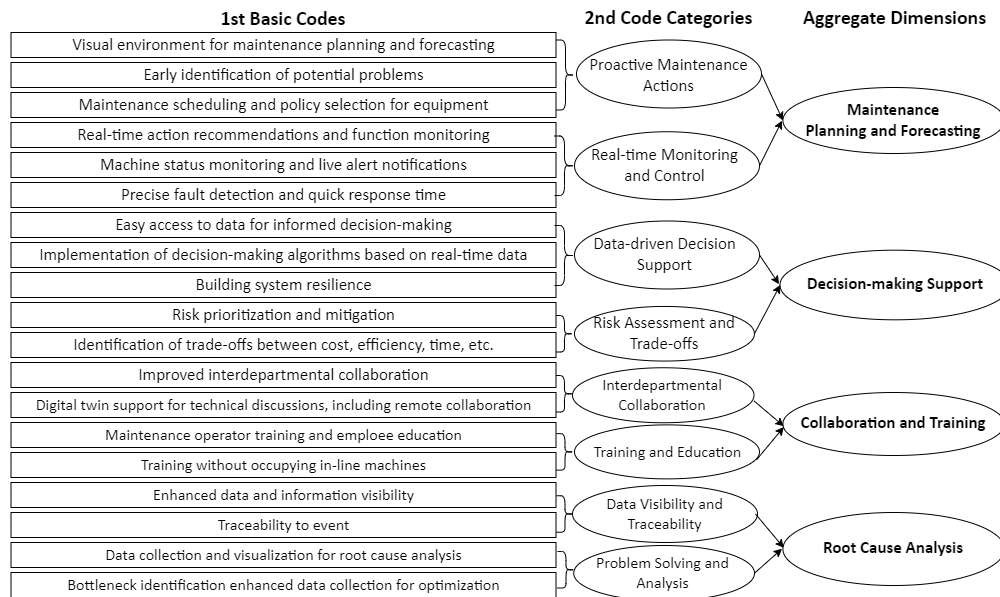 1st Basic Codes
2nd Code Categories
Aggregate Dimensions
Visual environment for maintenance planning and forecasting
Early identification of potential problems
Maintenance scheduling and policy selection for equipment
Real-time action recommendations and function monitoring
Machine status monitoring and live alert notifications
Precise fault detection and quick response time
Easy access to data for informed decision-making
Implementation of decision-making algorithms based on real-time data
Building system resilience
Risk prioritization and mitigation
Identification of trade-offs between cost, efficiency, time, etc.
Improved interdepartmental collaboration
Digital twin support for technical discussions, including remote collaboration
Maintenance operator training and emploee education
Training without occupying in-line machines
Enhanced data and information visibility
Traceability to event
Data collection and visualization for root cause analysis
Bottleneck identification enhanced data collection for optimization
Proactive Maintenance
Actions
Real-time Monitoring
and Control
Data-driven Decision
Support
Risk Assessment and
Trade-offs
Interdepartmental
Collaboration
Training and Education
Data Visibility and
Traceability
Problem Solving and
Analysis
Maintenance
Planning and Forecasting
Decision-making Support
Collaboration and Training
Root Cause Analysis